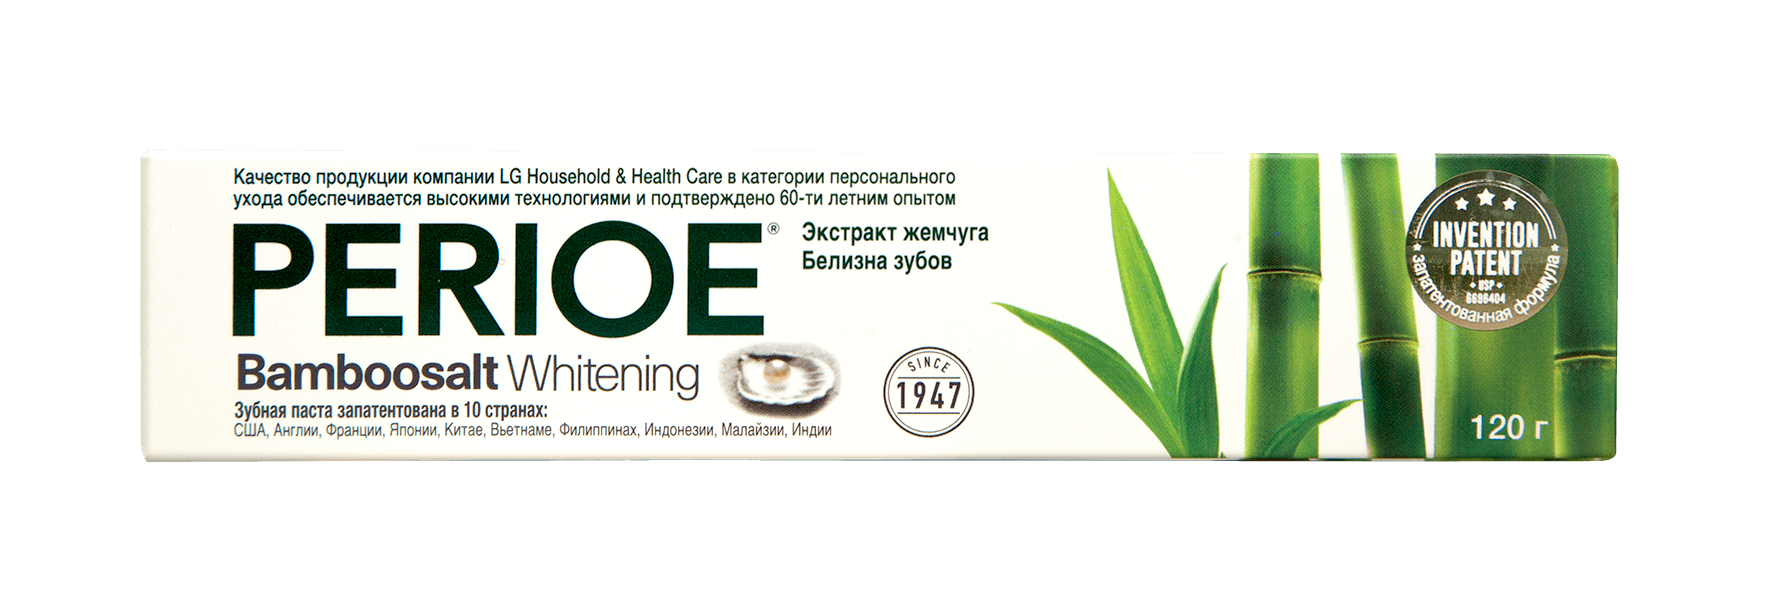 Качество продукции компании LG Household & Health Care в категории персонального
ухода обеспечивается высокими технологиями и подтверждено 60-ти летним опытом
PERIOE®
Экстракт жемчуга
Белизна зубов
Bamboosalt Whitening
Зубная паста запатентована в 10 странах:
США, Англии, Франции, Японии, Китае, Вьетнаме, Филиппинах, Индонезии, Малайзии, Индии
SINCE
1947
INVENTION
PATENT
USP
6696404
запатентованная формула
120 г